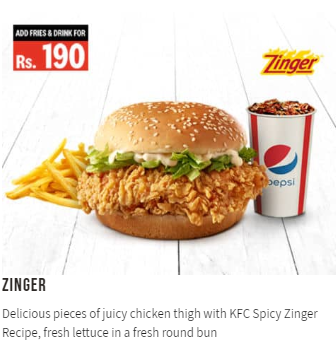 ADD FRIES & DRINK FOR
Rs. 190
Zinger
pepsi
ZINGER
Delicious pieces of juicy chicken thigh with KFC Spicy Zinger
Recipe, fresh lettuce in a fresh round bun